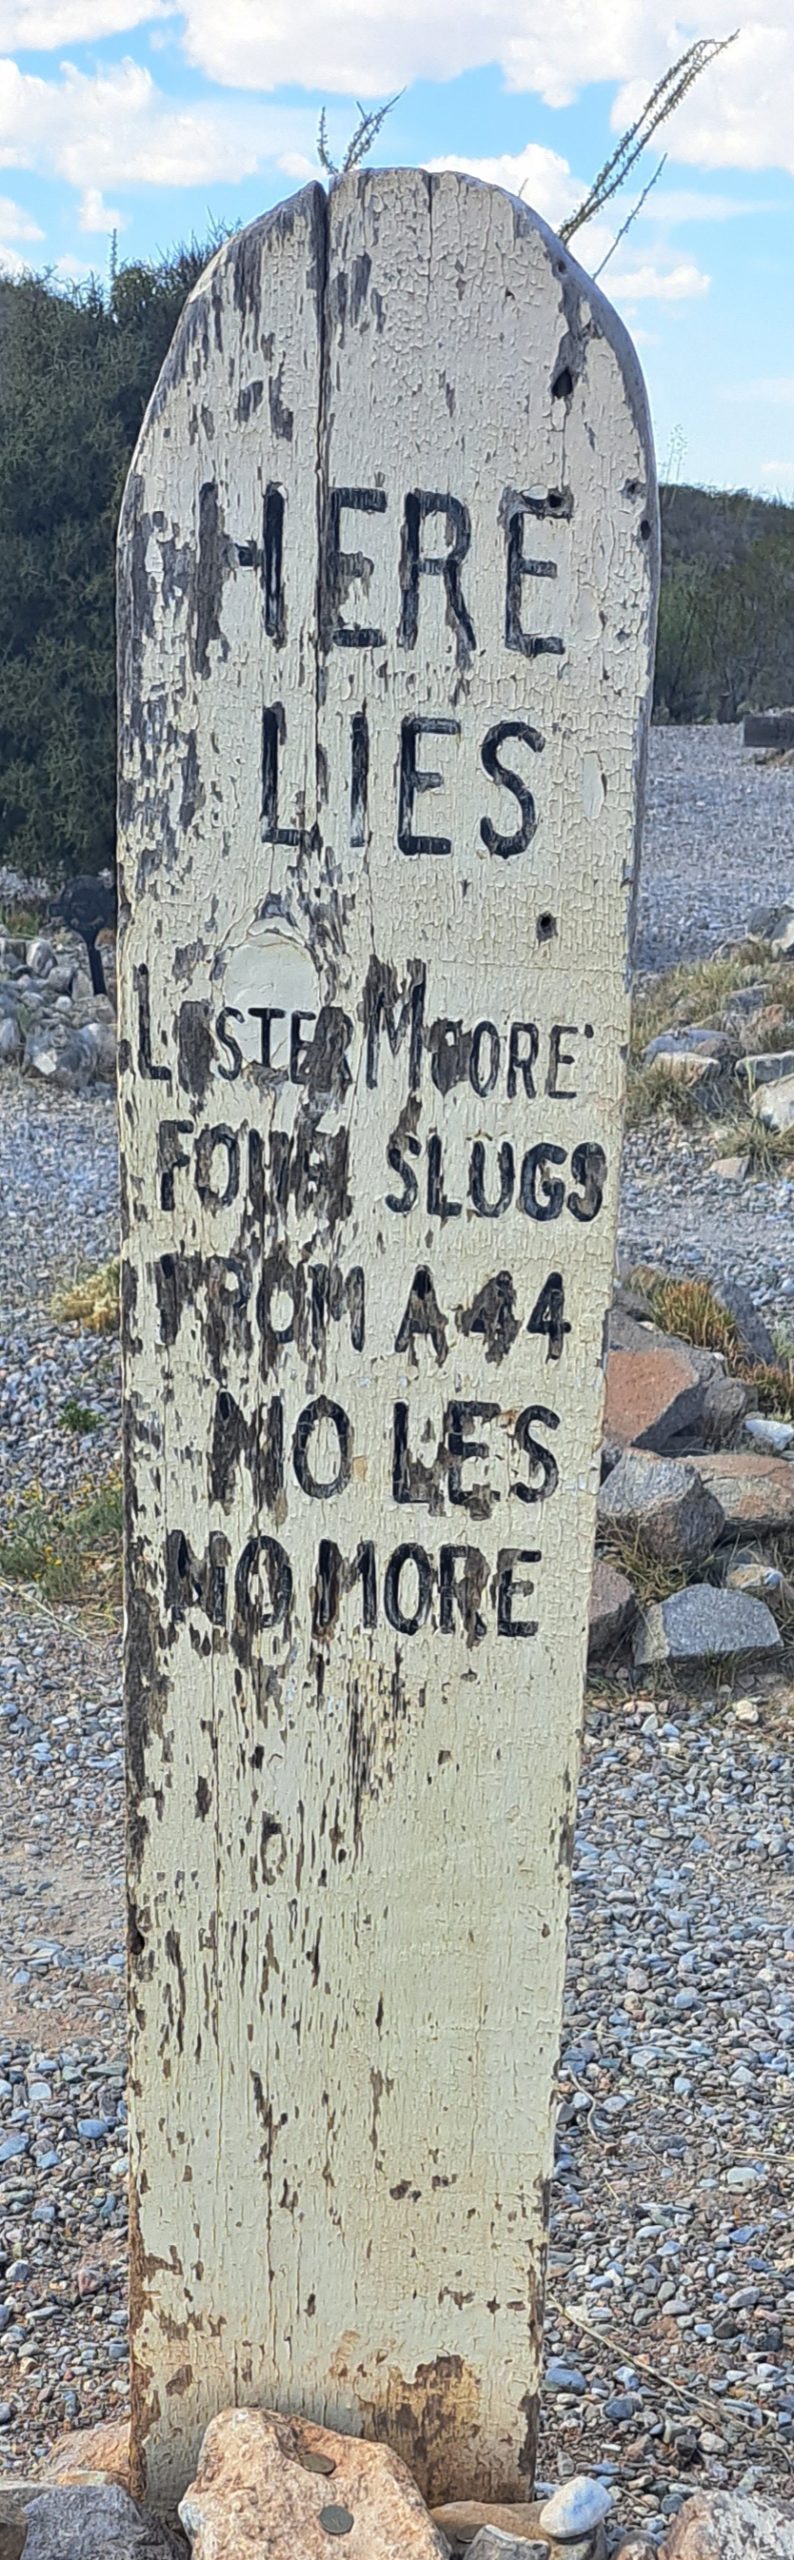 HERE
LIES
LESTER MOORE
FOUR SLUGS
FROM A 44
NO LES
NO MORE